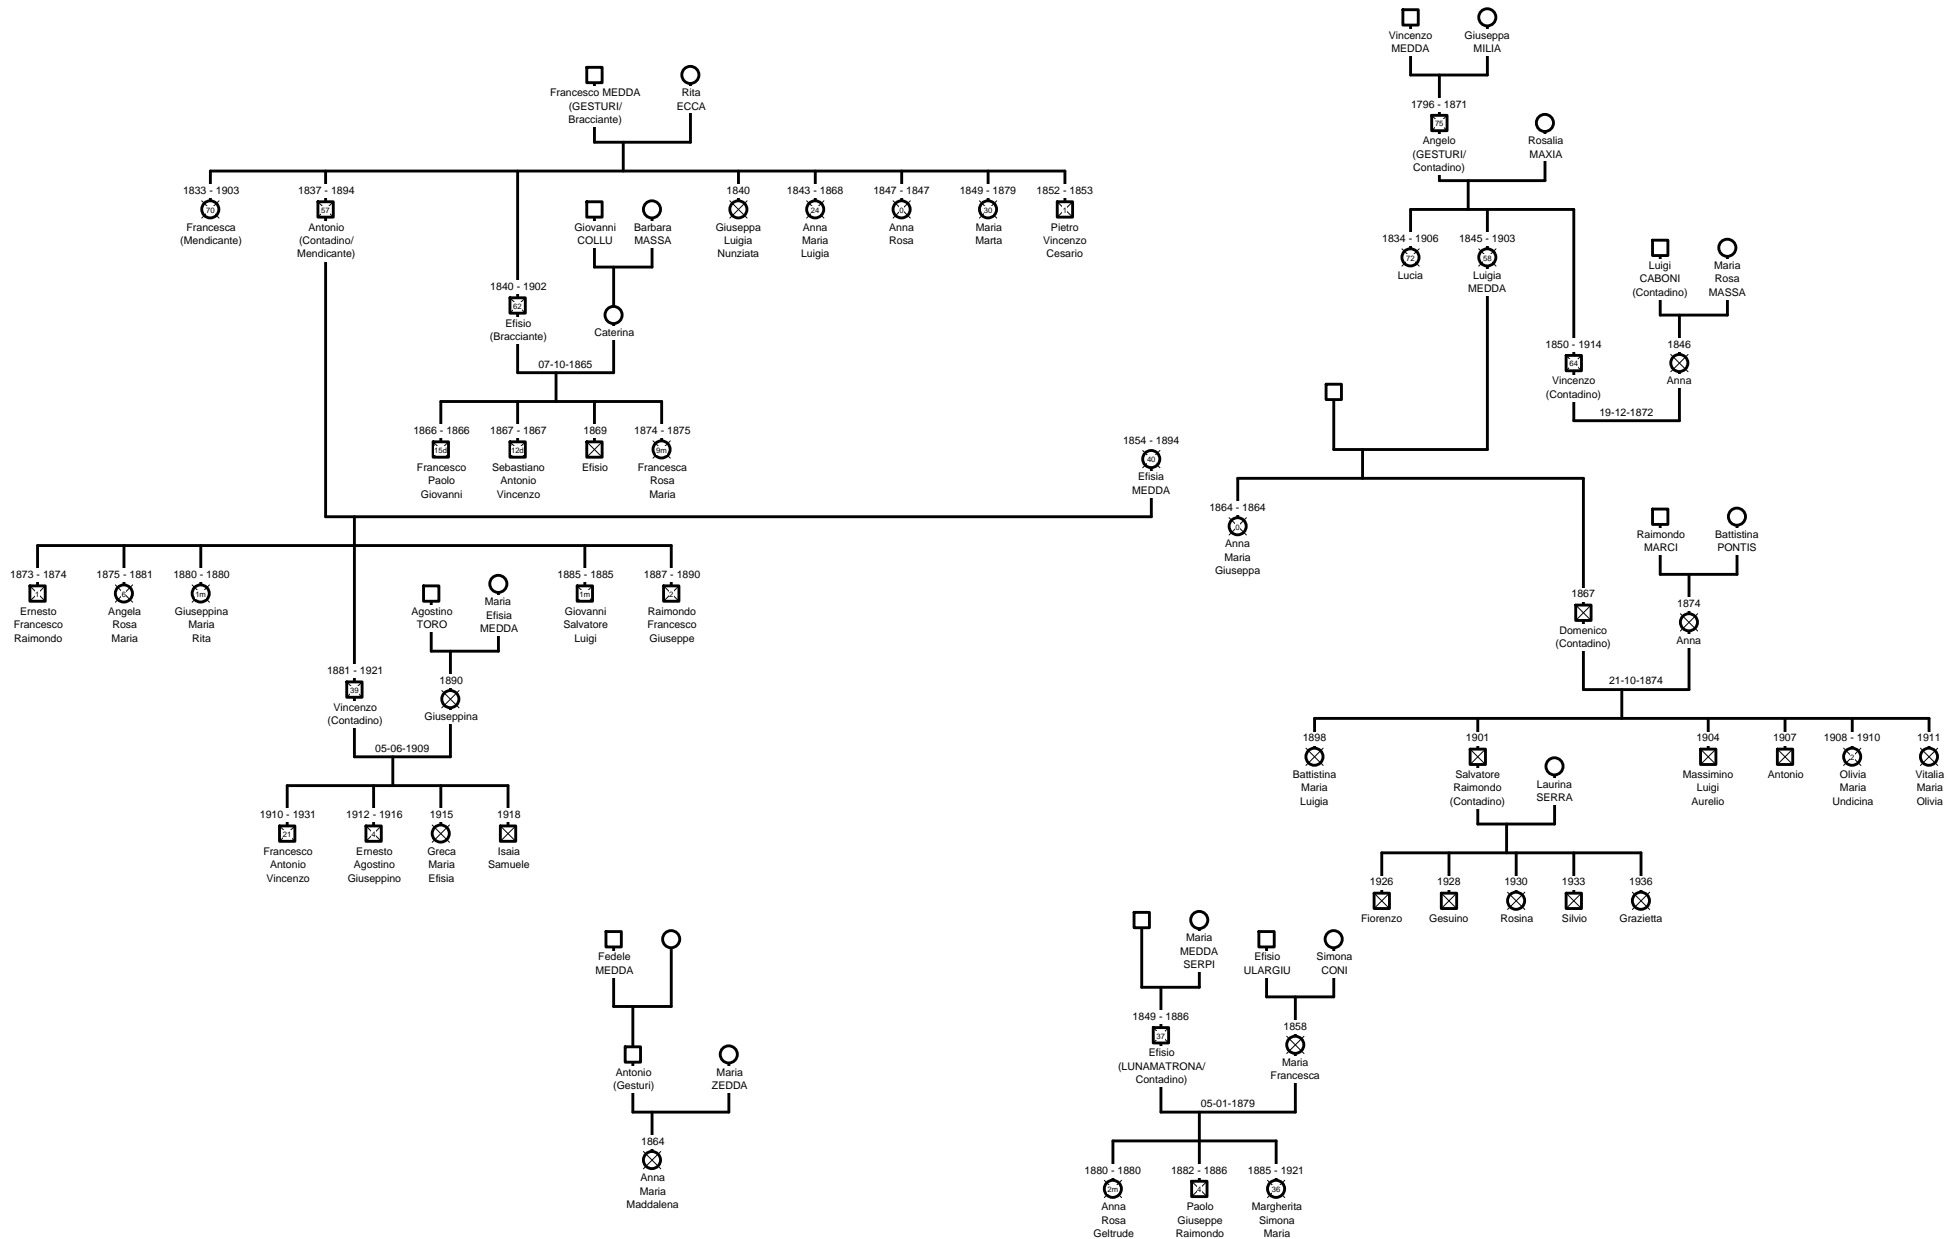 Vincenzo
MEDDA
Giuseppa
MILIA
Francesco MEDDA
(GESTURI/
Bracciante)
Rita
ECCA
1796 - 1871
75
Angelo
(GESTURI/
Contadino)
Rosalia
MAXIA
1833 - 1903
70
Francesca
(Mendicante)
1837 - 1894
57
Antonio
(Contadino/
Mendicante)
Giovanni
COLLU
Barbara
MASSA
1840
Giuseppa
Luigia
Nunziata
1843 - 1868
24
Anna
Maria
Luigia
1847 - 1847
0
Anna
Rosa
1849 - 1879
30
Maria
Marta
1852 - 1853
1
Pietro
Vincenzo
Cesario
1834 - 1906
72
Lucia
1845 - 1903
58
Luigia
MEDDA
Luigi
CABONI
(Contadino)
Maria
Rosa
MASSA
1840 - 1902
62
Efisio
(Bracciante)
Caterina
07-10-1865
1850 - 1914
64
Vincenzo
(Contadino)
1846
Anna
19-12-1872
1866 - 1866
15d
Francesco
Paolo
Giovanni
1867 - 1867
12d
Sebastiano
Antonio
Vincenzo
1869
Efisio
1874 - 1875
9m
Francesca
Rosa
Maria
1854 - 1894
40
Efisia
MEDDA
1864 - 1864
0
Anna
Maria
Giuseppa
Raimondo
MARCI
Battistina
PONTIS
1873 - 1874
1
Ernesto
Francesco
Raimondo
1875 - 1881
6
Angela
Rosa
Maria
1880 - 1880
1m
Giuseppina
Maria
Rita
Agostino
TORO
Maria
Efisia
MEDDA
1885 - 1885
1m
Giovanni
Salvatore
Luigi
1887 - 1890
2
Raimondo
Francesco
Giuseppe
1867
Domenico
(Contadino)
1874
Anna
21-10-1874
1881 - 1921
39
Vincenzo
(Contadino)
1890
Giuseppina
05-06-1909
1898
Battistina
Maria
Luigia
1901
Salvatore
Raimondo
(Contadino)
Laurina
SERRA
1904
Massimino
Luigi
Aurelio
1907
Antonio
1908 - 1910
2
Olivia
Maria
Undicina
1911
Vitalia
Maria
Olivia
1910 - 1931
21
Francesco
Antonio
Vincenzo
1912 - 1916
4
Ernesto
Agostino
Giuseppino
1915
Greca
Maria
Efisia
1918
Isaia
Samuele
1926
Fiorenzo
1928
Gesuino
1930
Rosina
1933
Silvio
1936
Grazietta
Fedele
MEDDA
Maria
MEDDA
SERPI
Efisio
ULARGIU
Simona
CONI
Antonio
(Gesturi)
Maria
ZEDDA
1849 - 1886
37
Efisio
(LUNAMATRONA/
Contadino)
1858
Maria
Francesca
05-01-1879
1864
Anna
Maria
Maddalena
1880 - 1880
2m
Anna
Rosa
Geltrude
1882 - 1886
4
Paolo
Giuseppe
Raimondo
1885 - 1921
36
Margherita
Simona
Maria